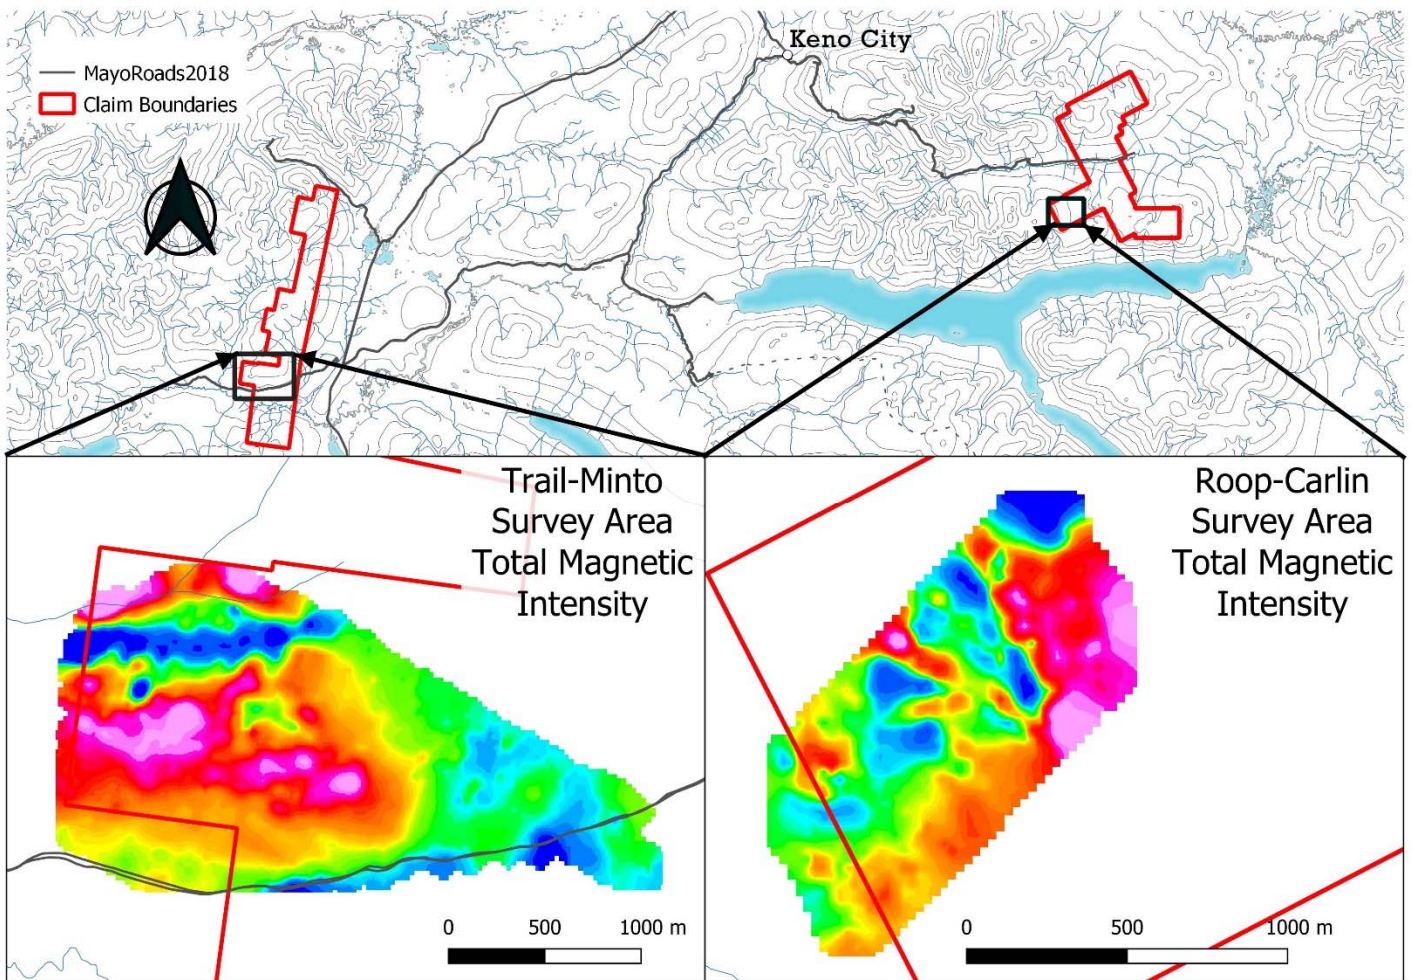 Keno City
MayoRoads2018
Claim Boundaries
Trail-Minto
Survey Area
Total Magnetic
Intensity
0 500 1000 m
Roop-Carlin
Survey Area
Total Magnetic
Intensity
0 500 1000 m